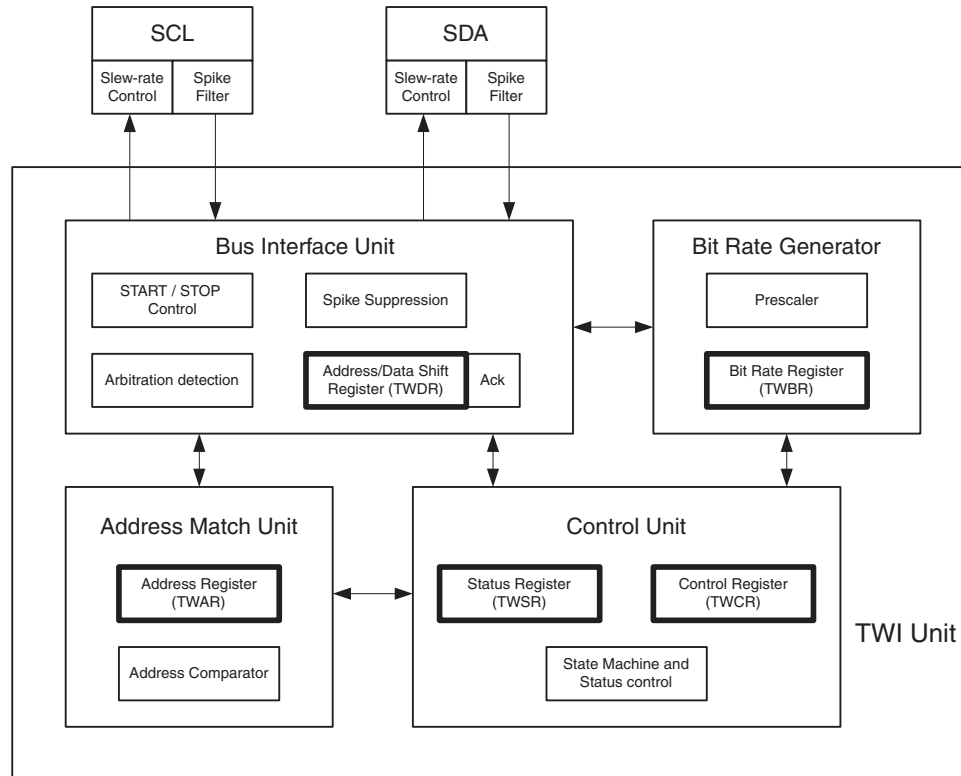 SCL
Slew-rate
Control
Spike
Filter
SDA
Slew-rate
Control
Spike
Filter
Bus Interface Unit
START / STOP
Control
Spike Suppression
Arbitration detection
Address/Data Shift
Register (TWDR)
Ack
Bit Rate Generator
Prescaler
Bit Rate Register
(TWBR)
Address Match Unit
Address Register
(TWAR)
Address Comparator
Control Unit
Status Register
(TWSR)
Control Register
(TWCR)
State Machine and
Status control
TWI Unit